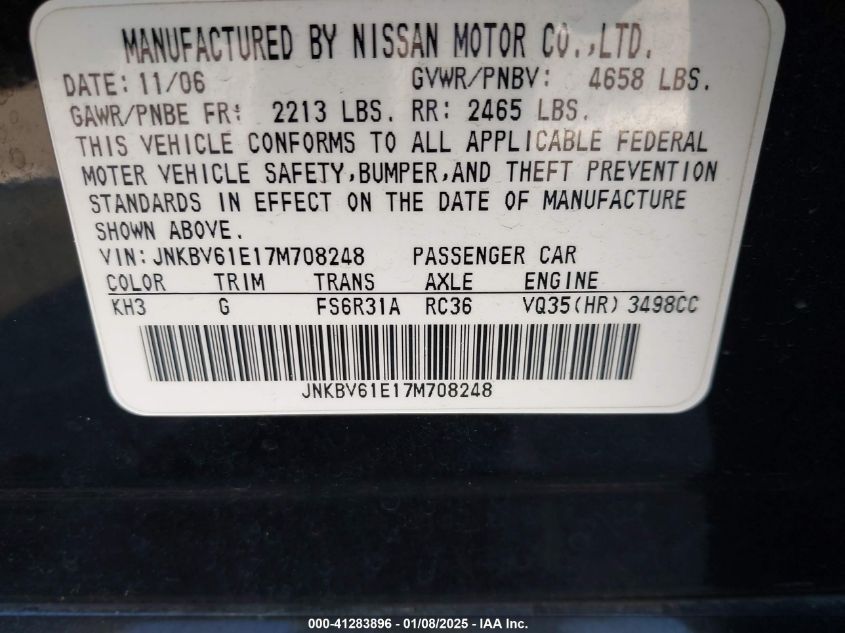 MANUFACTURED BY NISSAN MOTOR CO.,LTD.
DATE: 11/06 GVWR/PNBV: 4658 LBS.
GAWR/PNBE FR: 2213 LBS. RR: 2465 LBS.
THIS VEHICLE CONFORMS TO ALL APPLICABLE FEDERAL
MOTER VEHICLE SAFETY,BUMPER,AND THEFT PREVENTION
STANDARDS IN EFFECT ON THE DATE OF MANUFACTURE
SHOWN ABOVE.
VIN: JNKBV61E17M708248 PASSENGER CAR
COLOR TRIM TRANS AXLE ENGINE
KH3 G FS6R31A RC36 VQ35(HR) 3498CC
JNKBV61E17M708248
000-41283896 - 01/08/2025 - IAA Inc.